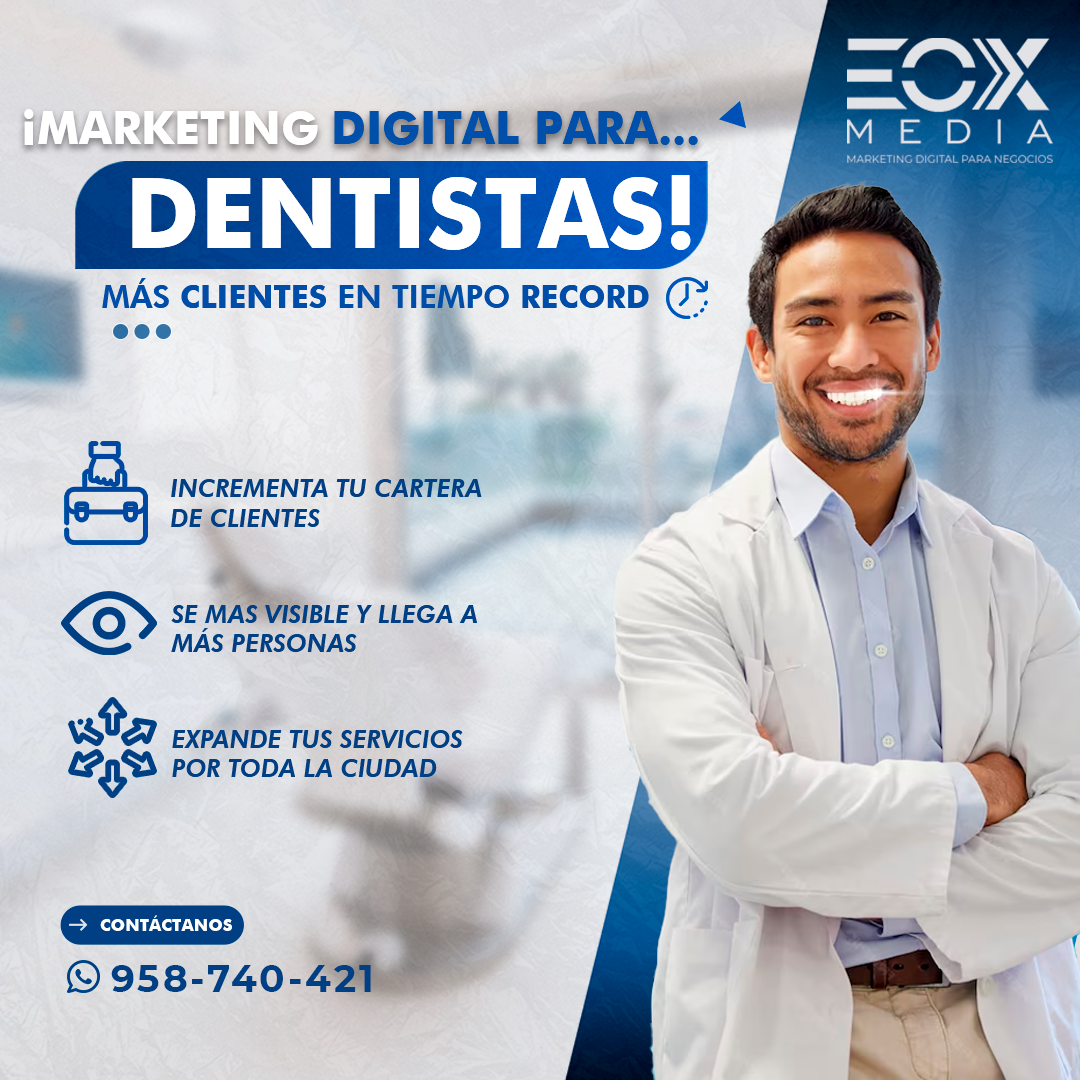 ¡MARKETING DIGITAL PARA...
DENTISTAS!
MÁS CLIENTES EN TIEMPO RECORD
EOX
MEDIA
MARKETING DIGITAL PARA NEGOCIOS
INCREMENTA TU CARTERA
DE CLIENTES
SE MAS VISIBLE Y LLEGA A
MÁS PERSONAS
EXPANDE TUS SERVICIOS
POR TODA LA CIUDAD
CONTÁCTANOS
958-740-421